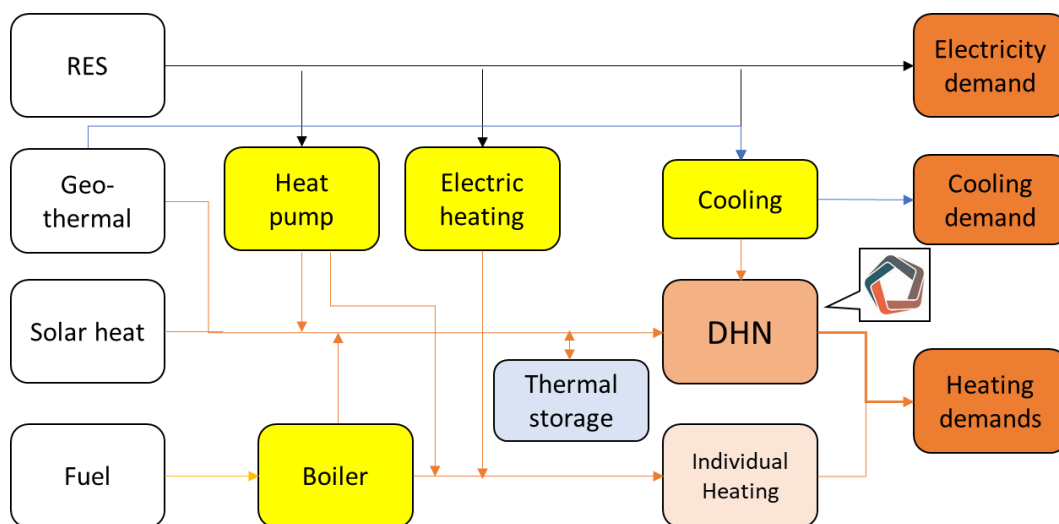 RES
Electricity
demand
Geo-
thermal
Heat
pump
Electric
heating
Cooling
Cooling
demand
Solar heat
DHN
Thermal
storage
Heating
demands
Fuel
Boiler
Individual
Heating